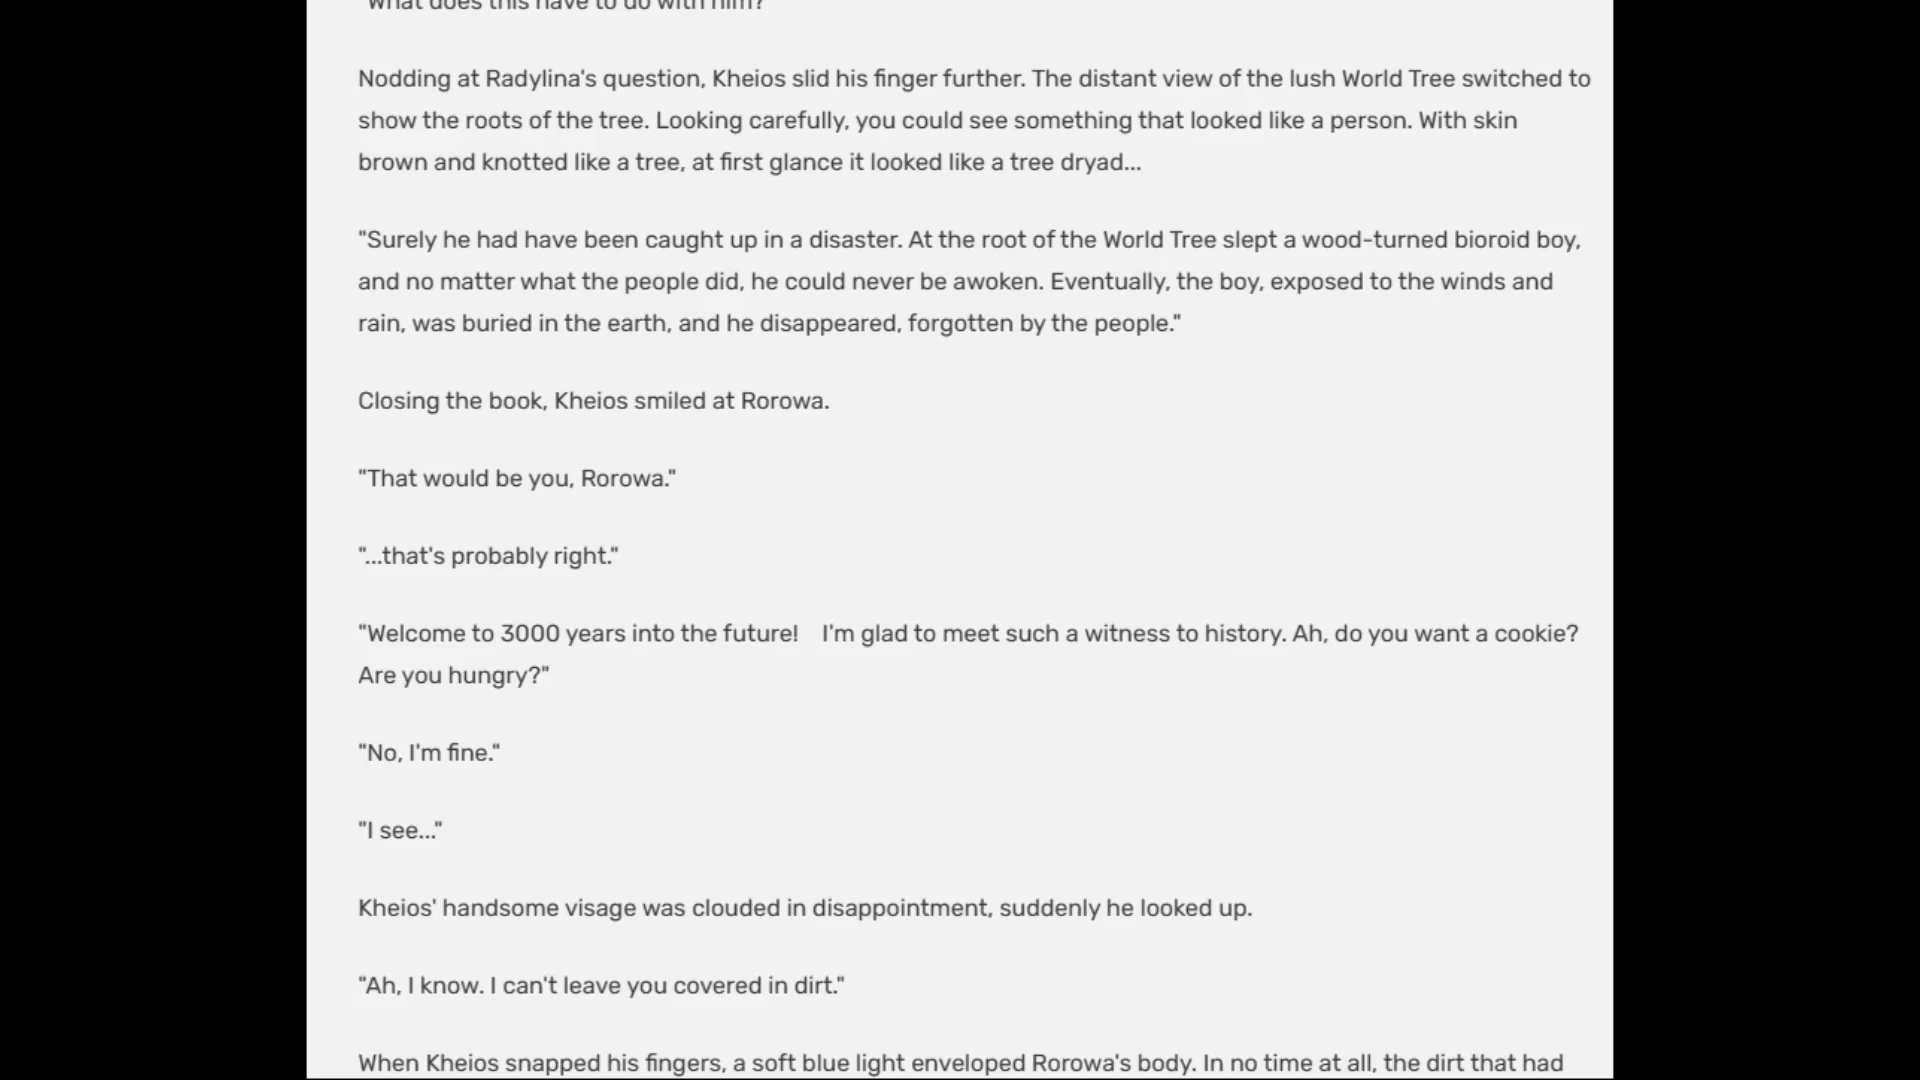 "What does this have to do with him?"
Nodding at Radylina's question, Kheios slid his finger further. The distant view of the lush World Tree switched to
show the roots of the tree. Looking carefully, you could see something that looked like a person. With skin
brown and knotted like a tree, at first glance it looked like a tree dryad...
"Surely he had have been caught up in a disaster. At the root of the World Tree slept a wood-turned bioroid boy,
and no matter what the people did, he could never be awoken. Eventually, the boy, exposed to the winds and
rain, was buried in the earth, and he disappeared, forgotten by the people."
Closing the book, Kheios smiled at Rorowa.
"That would be you, Rorowa."
"...that's probably right."
"Welcome to 3000 years into the future!    I'm glad to meet such a witness to history. Ah, do you want a cookie?
Are you hungry?"
"No, I'm fine."
"I see..."
Kheios' handsome visage was clouded in disappointment, suddenly he looked up.
"Ah, I know. I can't leave you covered in dirt."
When Kheios snapped his fingers, a soft blue light enveloped Rorowa's body. In no time at all, the dirt that had